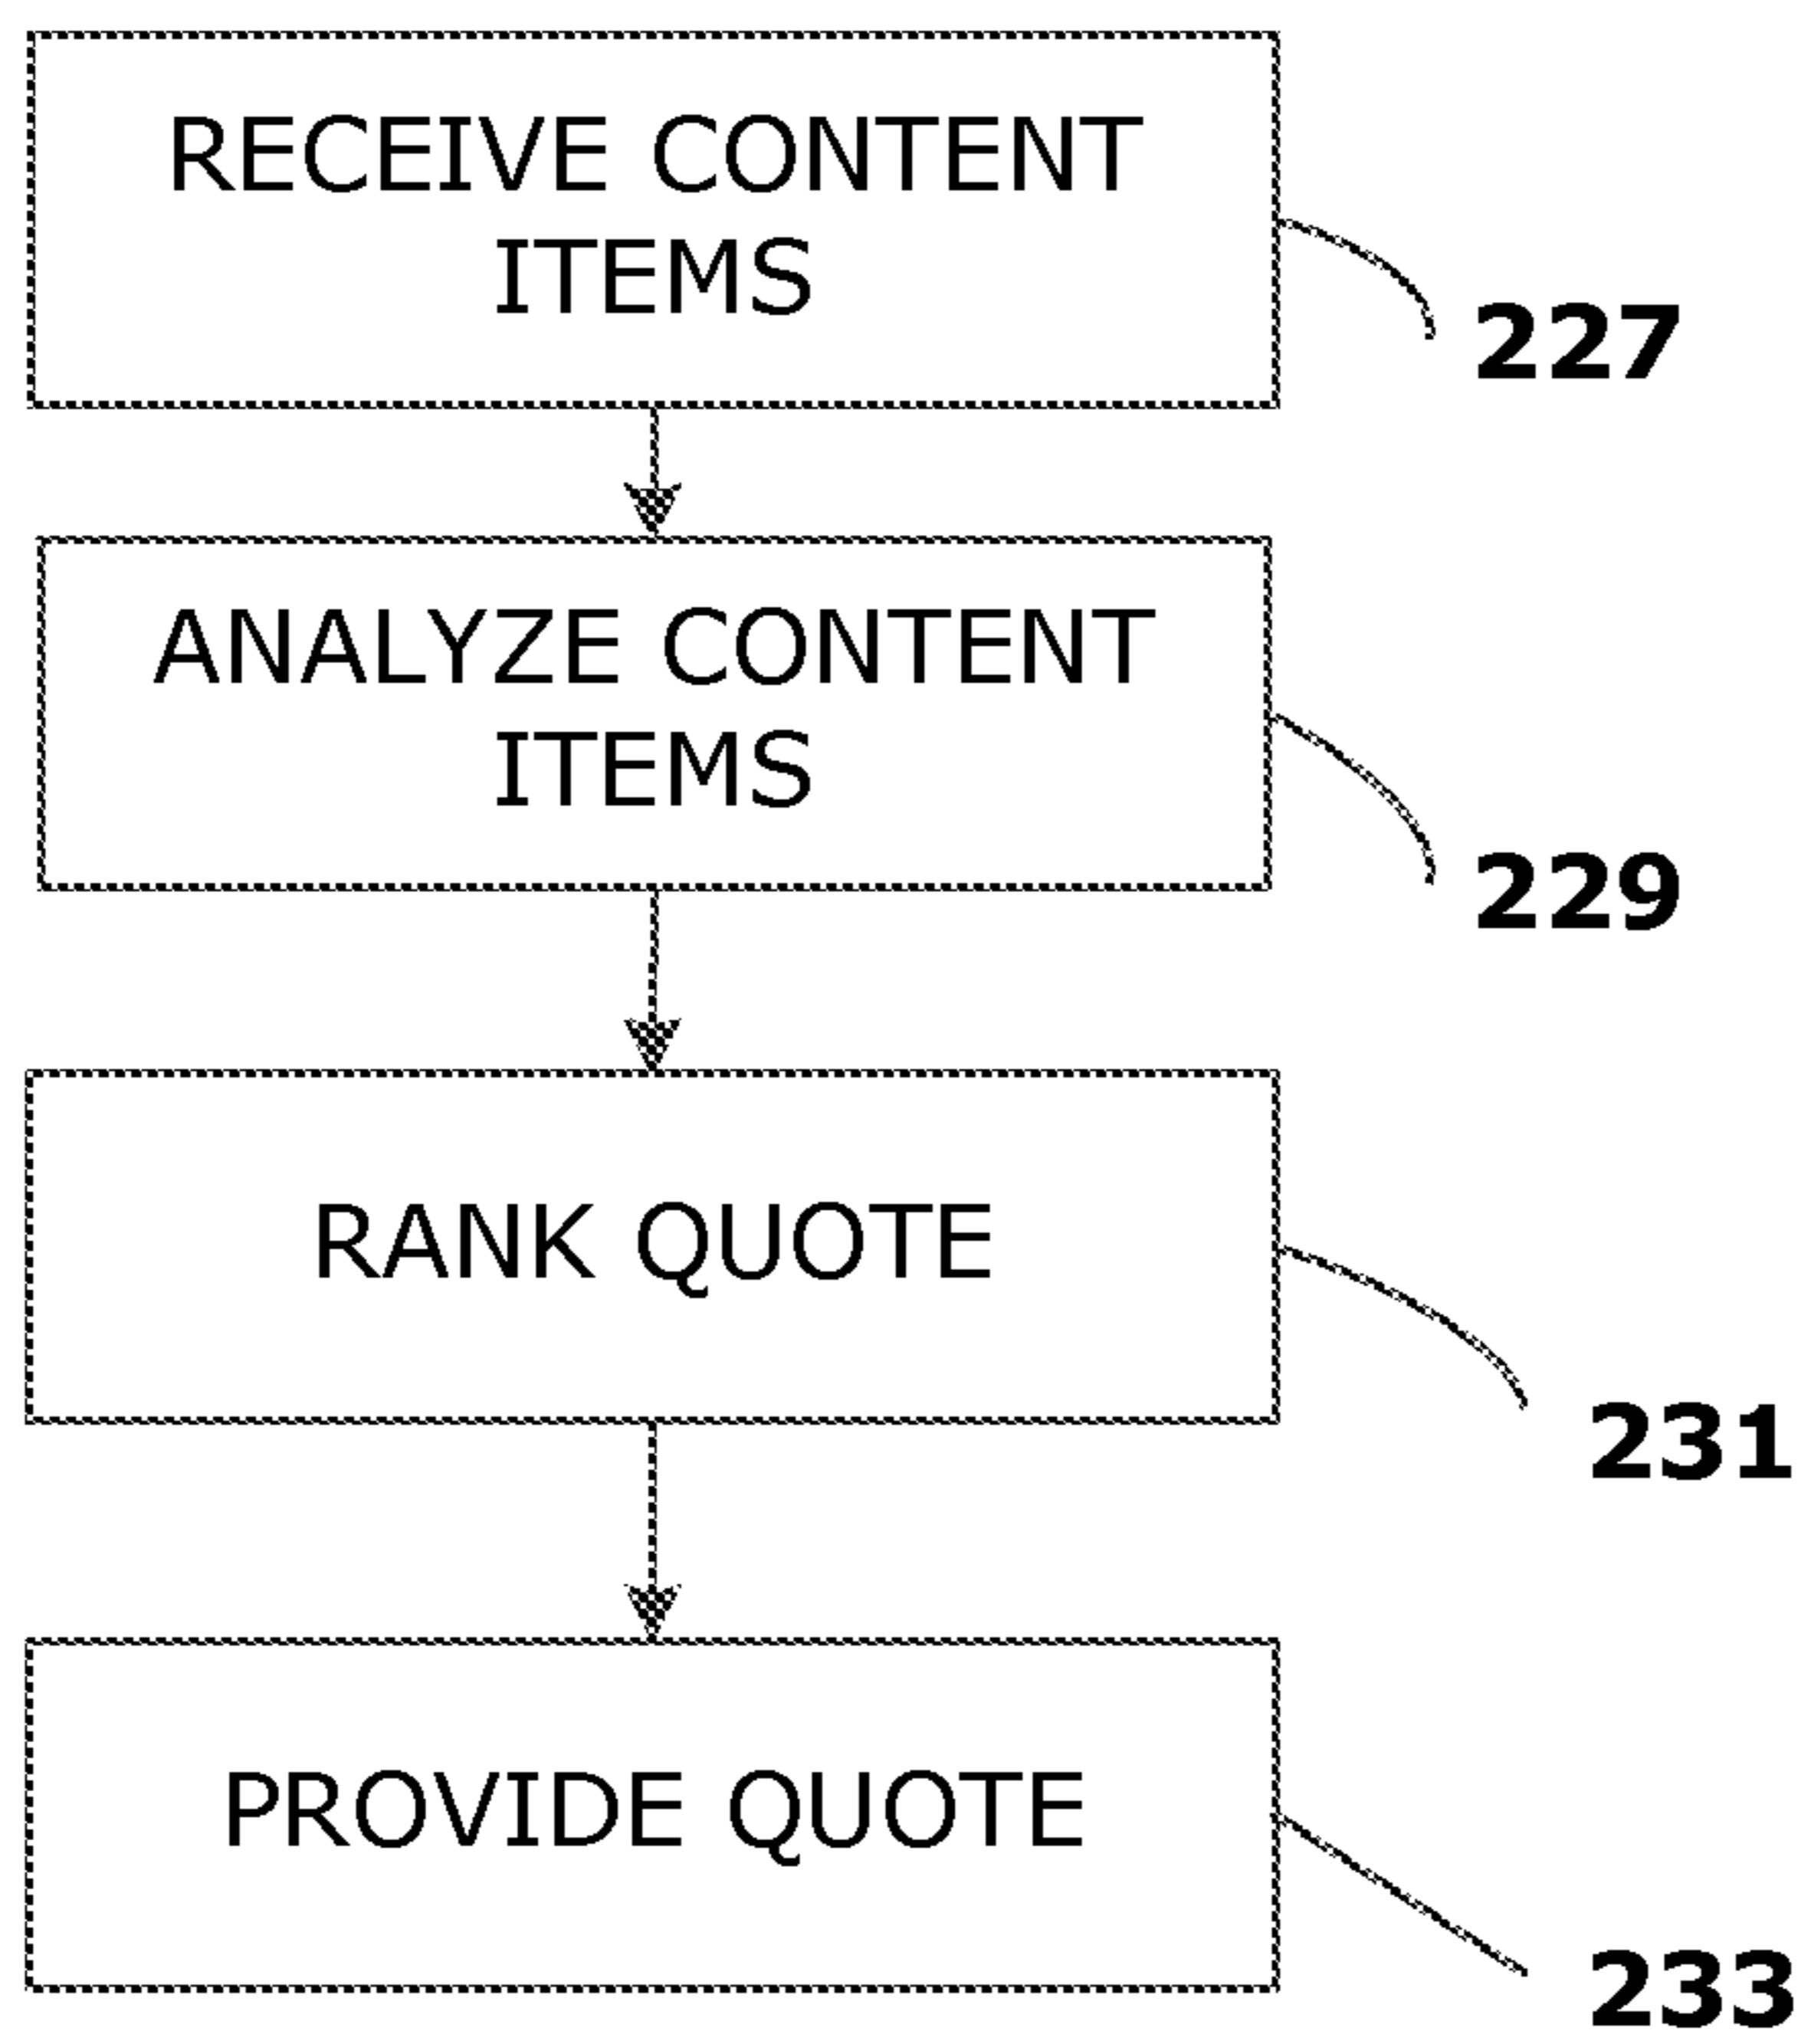 RECEIVE CONTENT
ITEMS
227
ANALYZE CONTENT
ITEMS
229
RANK QUOTE
231
PROVIDE QUOTE
233